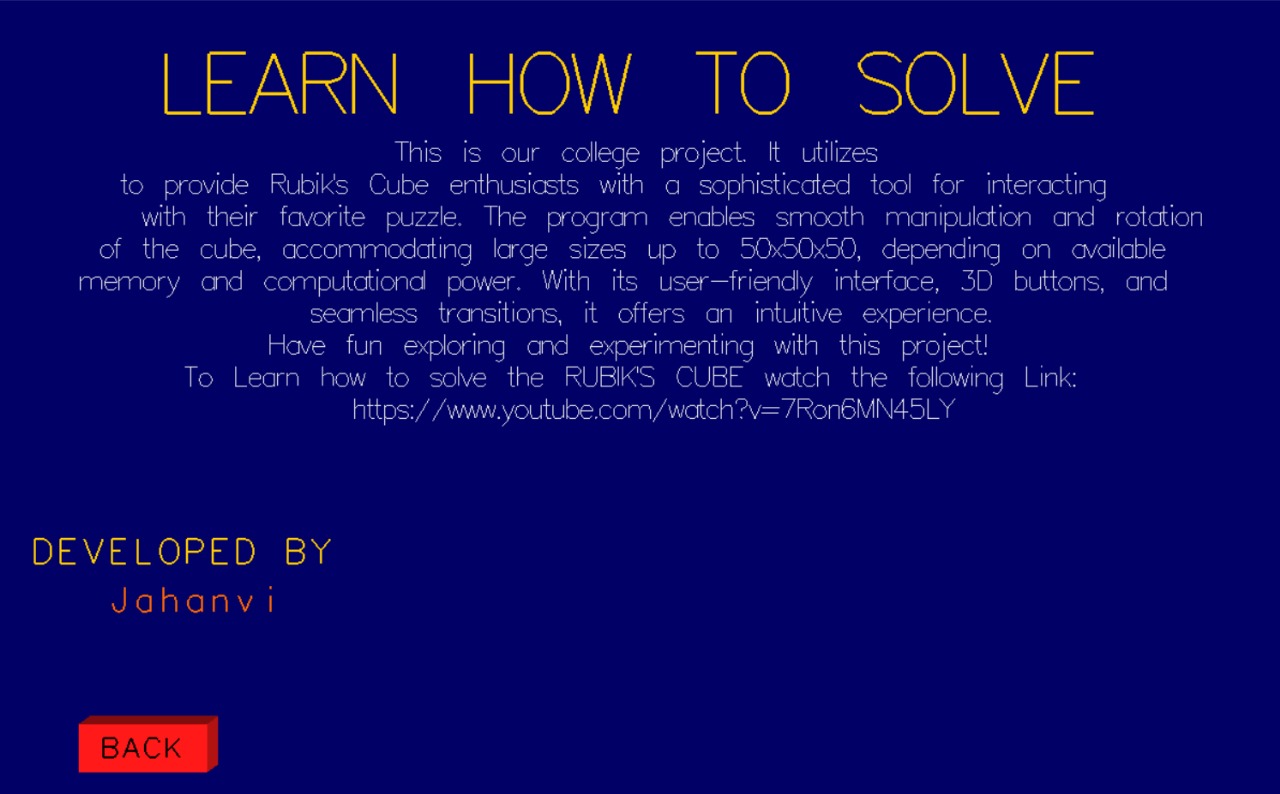 LEARN HOW TO SOLVE
This is our college project. It utilizes
to provide Rubik's Cube enthusiasts with a sophisticated tool for interacting
with their favorite puzzle. The program enables smooth manipulation and rotation
of the cube, accommodating large sizes up to 50x50x50, depending on available
memory and computational power. With its user-friendly interface, 3D buttons, and
seamless transitions, it offers an intuitive experience.
Have fun exploring and experimenting with this project!
To Learn how to solve the RUBIK'S CUBE watch the following Link:
https://www.youtube.com/watch?v=7Ron6MN45LY
DEVELOPED BY
Jahanvi
BACK